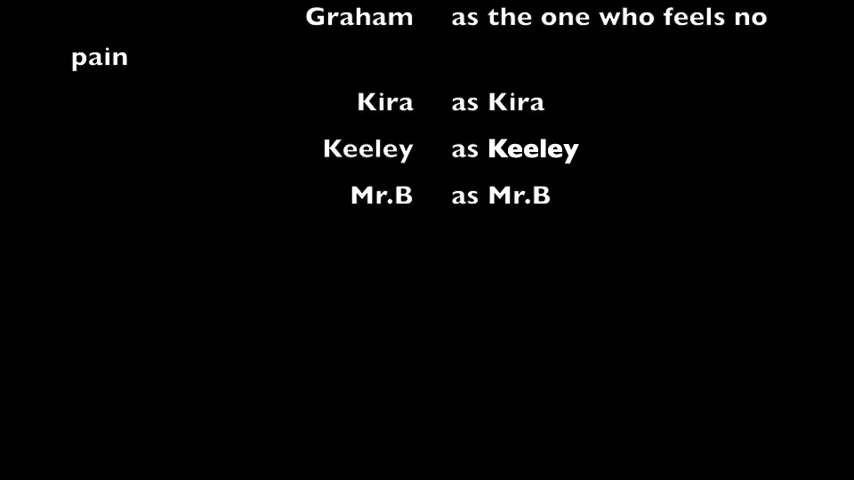 Graham as the one who feels no
pain
Kira as Kira
Keeley as Keeley
Mr.B as Mr.B